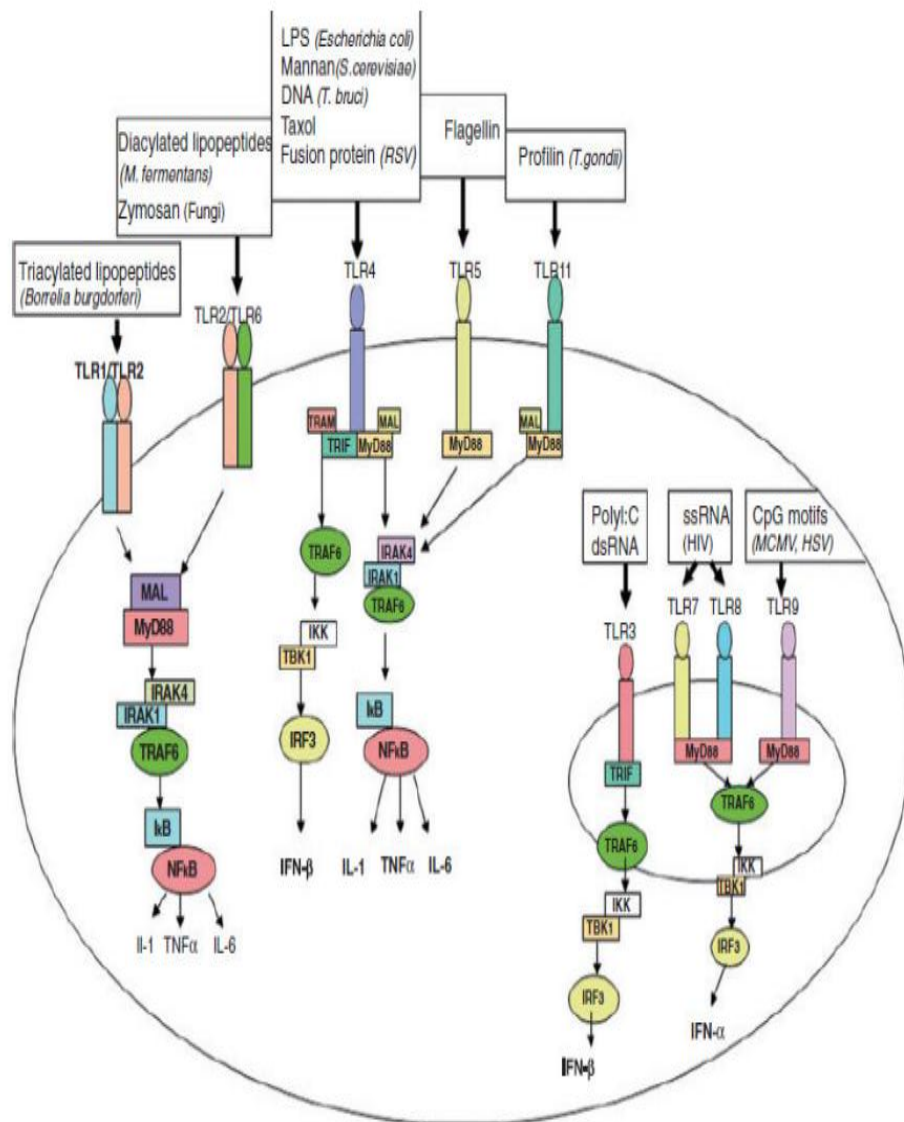 LPS (Escherichia coli)
Mannan(S.cerevisiae)
DNA (T. bruci)
Taxol
Fusion protein (RSV)
Diacylated lipopeptides
(M. fermentans)
Zymosan (Fungi)
Flagellin
Profilin (T.gondii)
Triacylated lipopeptides
(Borrelia burgdorferi)
TLR1/TLR2
TLR2/TLR6
TLR4
TLR5
TLR11
TRAM
MAL
TRIF
MyD88
MyD88
MAL
MyD88
MAL
MyD88
IRAK4
IRAK1
TRAF6
IκB
NFκB
Il-1 TNFα IL-6
TRAF6
IKK
TBK1
IRF3
IFN-β
IRAK4
IRAK1
TRAF6
IκB
NFκB
IL-1 TNFα IL-6
PolyI:C
dsRNA
ssRNA
(HIV)
CpG motifs
(MCMV, HSV)
TLR3
TLR7
TLR8
TLR9
TRIF
TRAF6
IKK
TBK1
IRF3
IFN-β
MyD88
MyD88
TRAF6
IKK
TBK1
IRF3
IFN-α